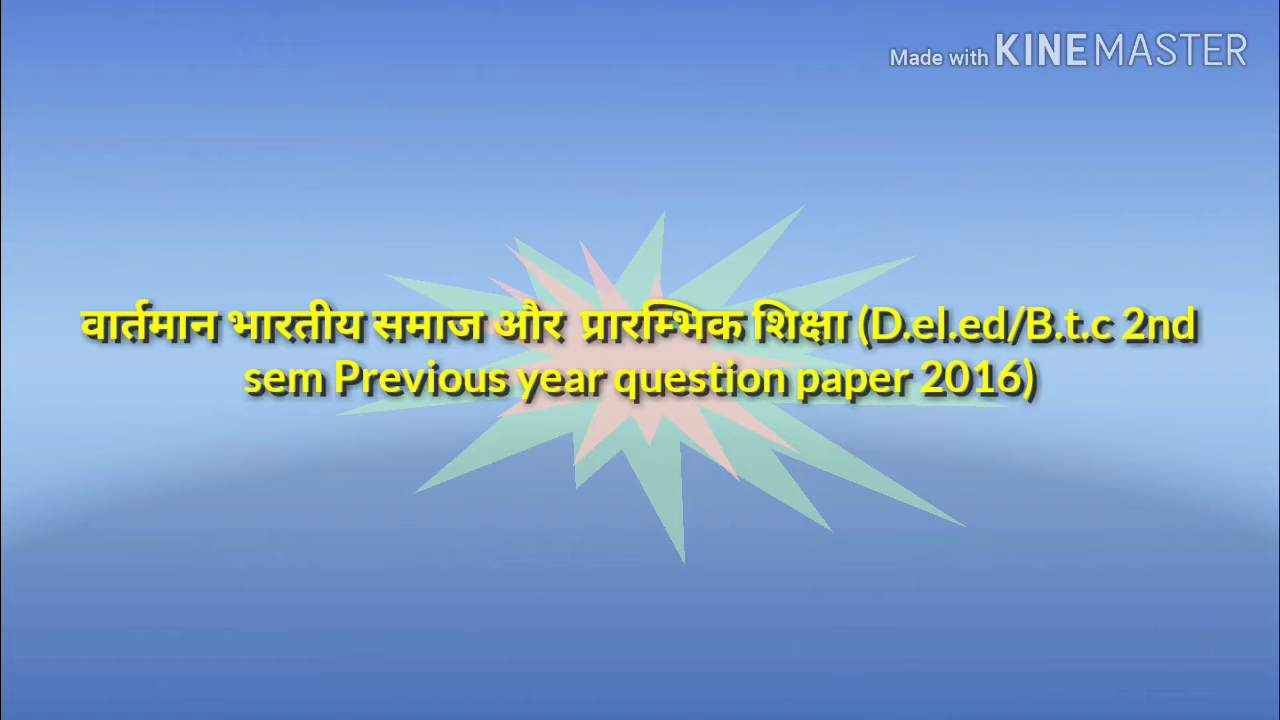 Made with KINEMASTER
वार्तमान भारतीय समाज और प्रारम्भिक शिक्षा (D.el.ed/B.t.c 2nd
sem Previous year question paper 2016)